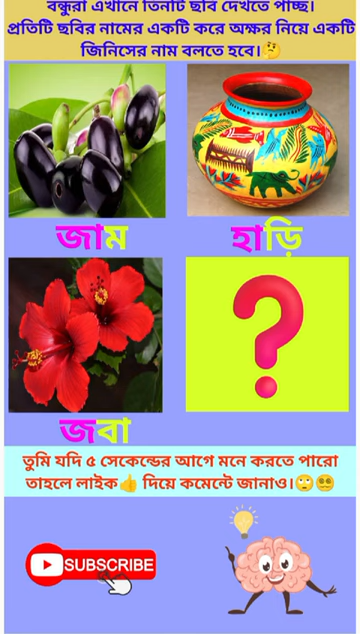 বন্ধুরা এখানে তিনটি ছবি দেখতে পাচ্ছ।
প্রতিটি ছবির নামের একটি করে অক্ষর নিয়ে একটি
জিনিসের নাম বলতে হবে।🤔
জাম
হাড়ি
জবা
?
তুমি যদি ৫ সেকেন্ডের আগে মনে করতে পারো
তাহলে লাইক👍 দিয়ে কমেন্টে জানাও।🙄😵‍💫
SUBSCRIBE